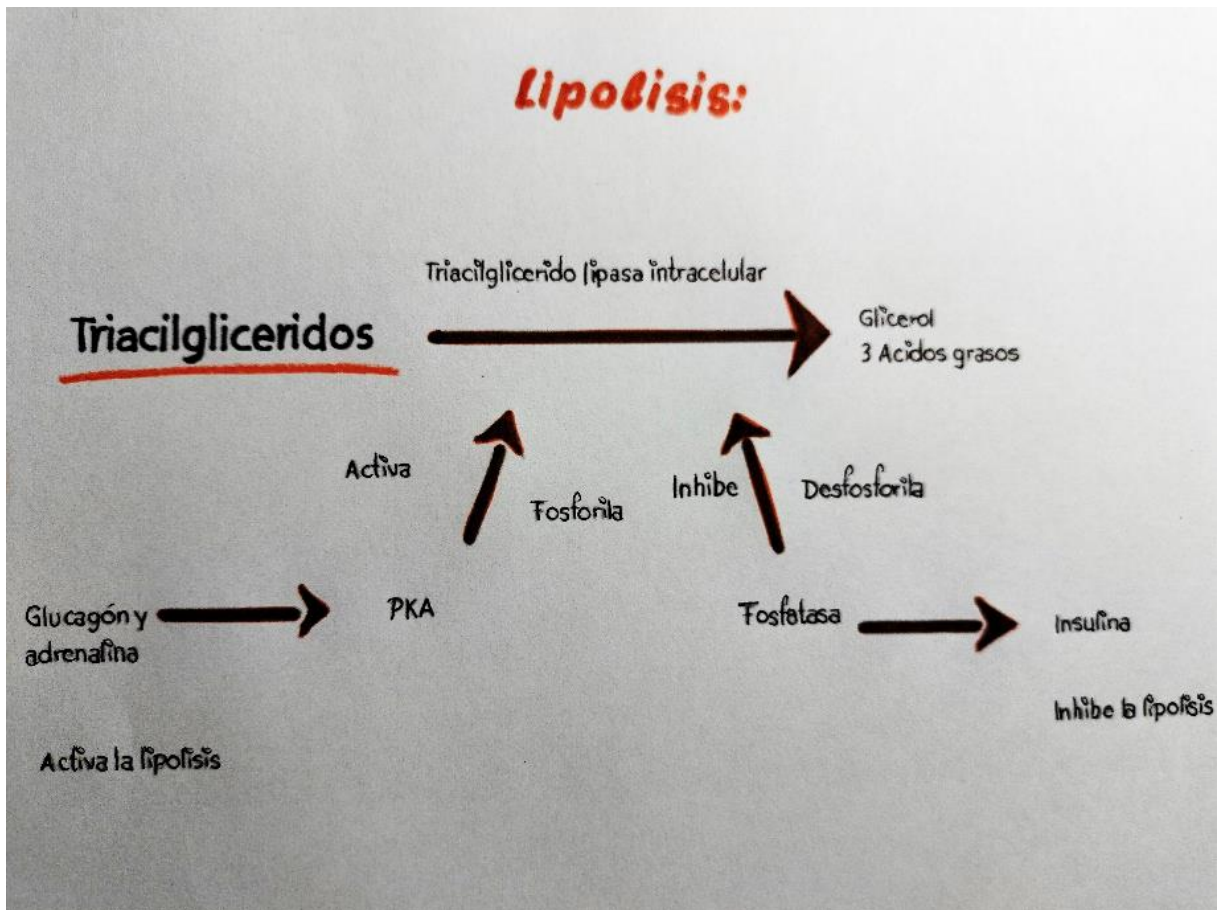 Lipolisis:
Triacilglicerido lipasa intracelular
Triacilgliceridos
Glicerol
3 Acidos grasos
Activa
Fosforila
Inhibe
Desfosforila
Glucagón y
adrenalina
PKA
Fosfatasa
Insulina
Inhibe la lipolisis
Activa la lipolisis